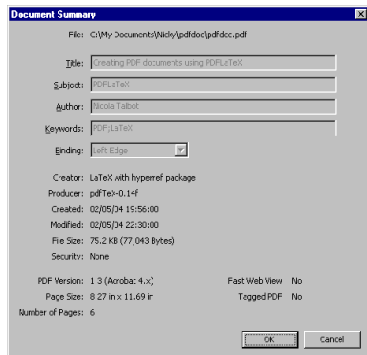 Document Summary
File: C:\My Documents\Nicky\pdfdoc\pdfdoc.pdf
Title: Creating PDF documents using PDFLaTeX
Subject: PDFLaTeX
Author: Nicola Talbot
Keywords: PDF;LaTeX
Binding: Left Edge
Creator: LaTeX with hyperref package
Producer: pdfTeX-0.14f
Created: 02/05/04 19:56:00
Modified: 02/05/04 22:30:00
File Size: 75.2 KB (77,043 Bytes)
Security: None
PDF Version: 1.3 (Acrobat 4.x) Fast Web View No
Page Size: 8.27 in x 11.69 in Tagged PDF No
Number of Pages: 6
OK Cancel